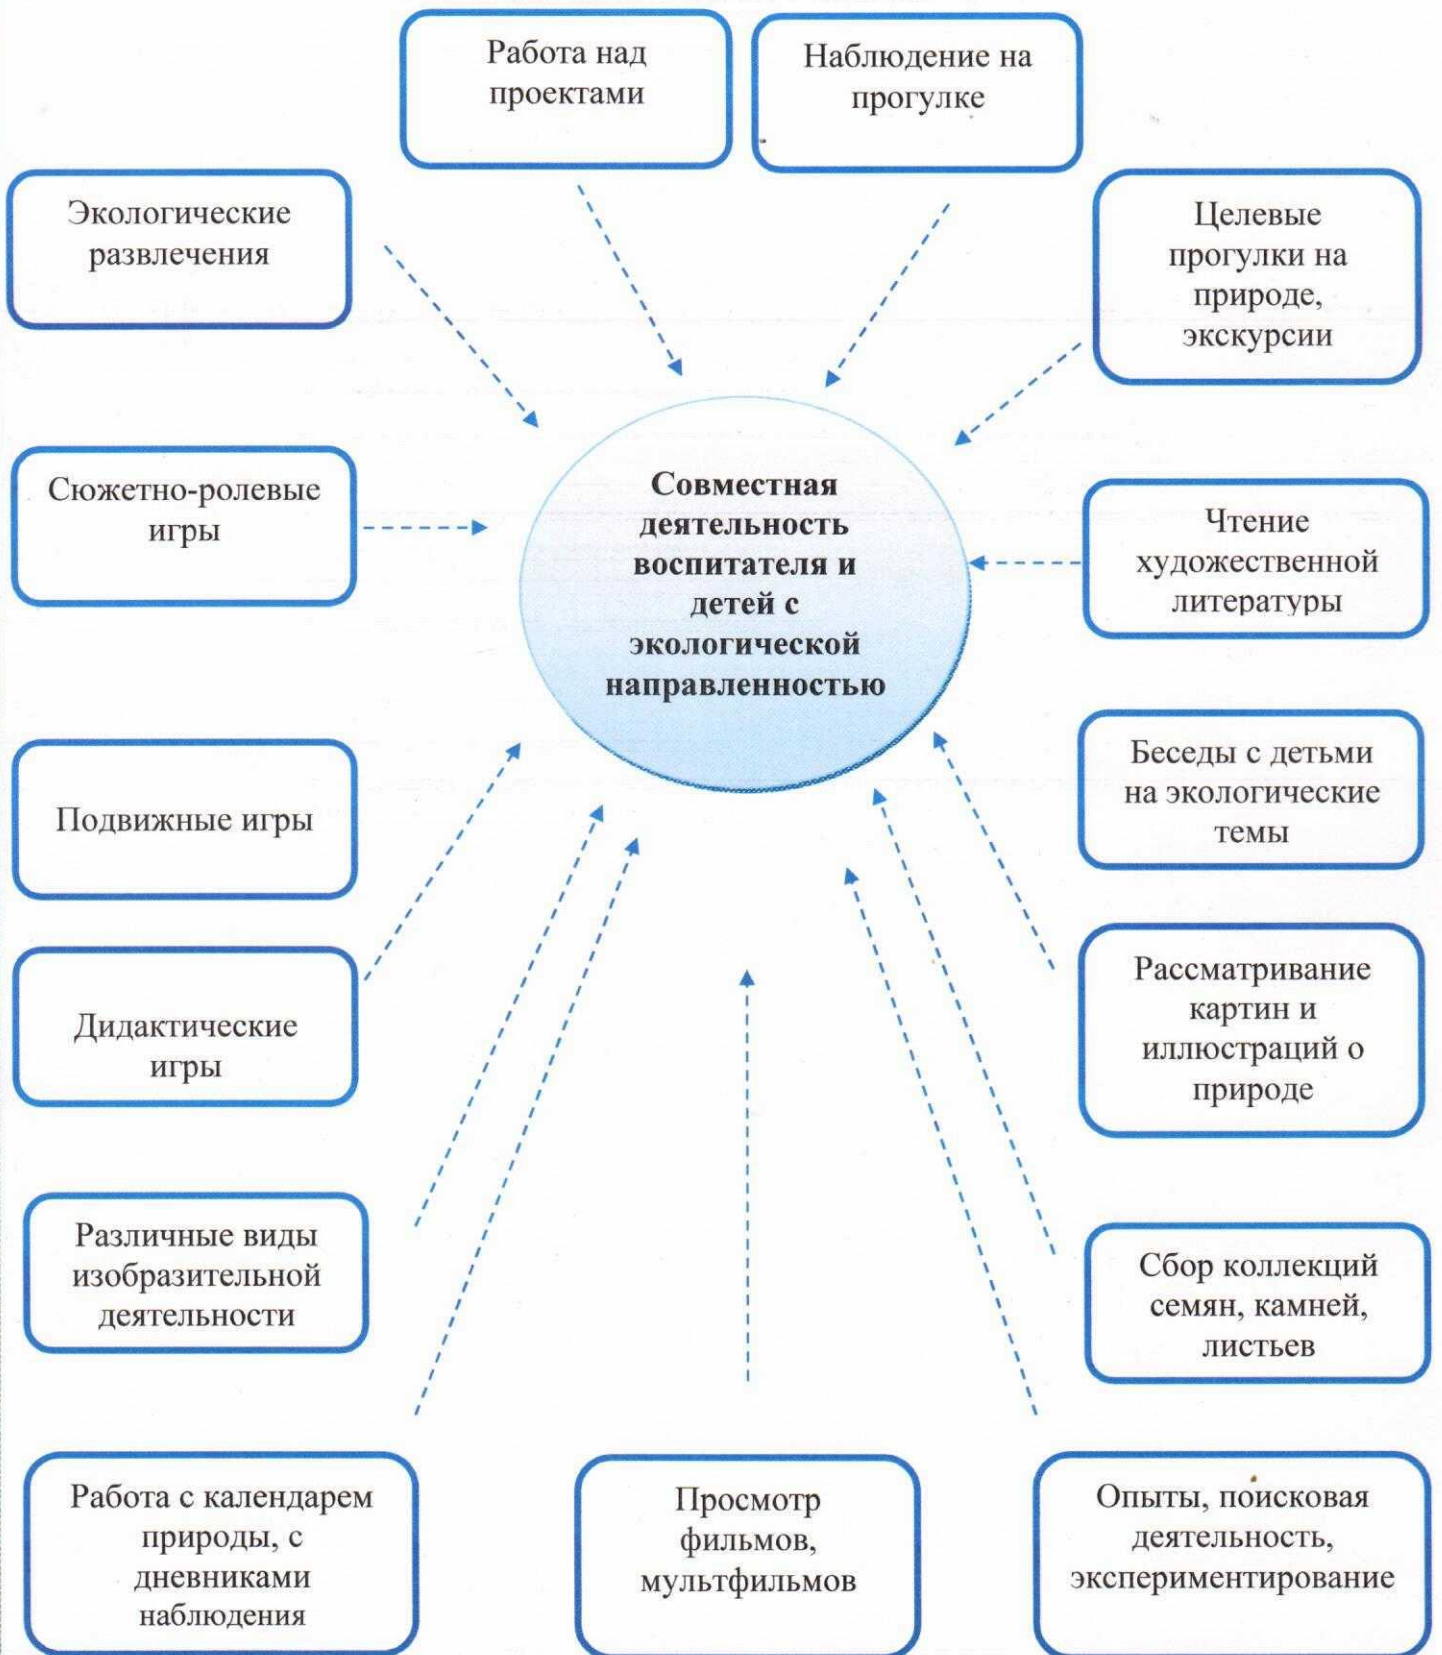 Работа над
проектами
Наблюдение на
прогулке
Экологические
развлечения
Целевые
прогулки на
природе,
экскурсии
Сюжетно-ролевые
игры
Совместная
деятельность
воспитателя и
детей с
экологической
направленностью
Чтение
художественной
литературы
Подвижные игры
Беседы с детьми
на экологические
темы
Дидактические
игры
Рассматривание
картин и
иллюстраций о
природе
Различные виды
изобразительной
деятельности
Сбор коллекций
семян, камней,
листьев
Работа с календарем
природы, с
дневниками
наблюдения
Просмотр
фильмов,
мультфильмов
Опыты, поисковая
деятельность,
экспериментирование